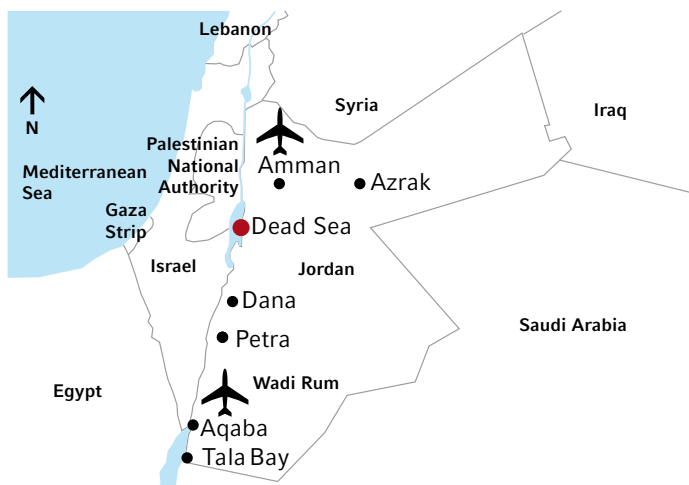 Lebanon
Syria
Iraq
N
Palestinian
National
Authority
Amman
Azrak
Mediterranean
Sea
Gaza
Strip
Dead Sea
Israel
Jordan
Dana
Saudi Arabia
Petra
Egypt
Wadi Rum
Aqaba
Tala Bay